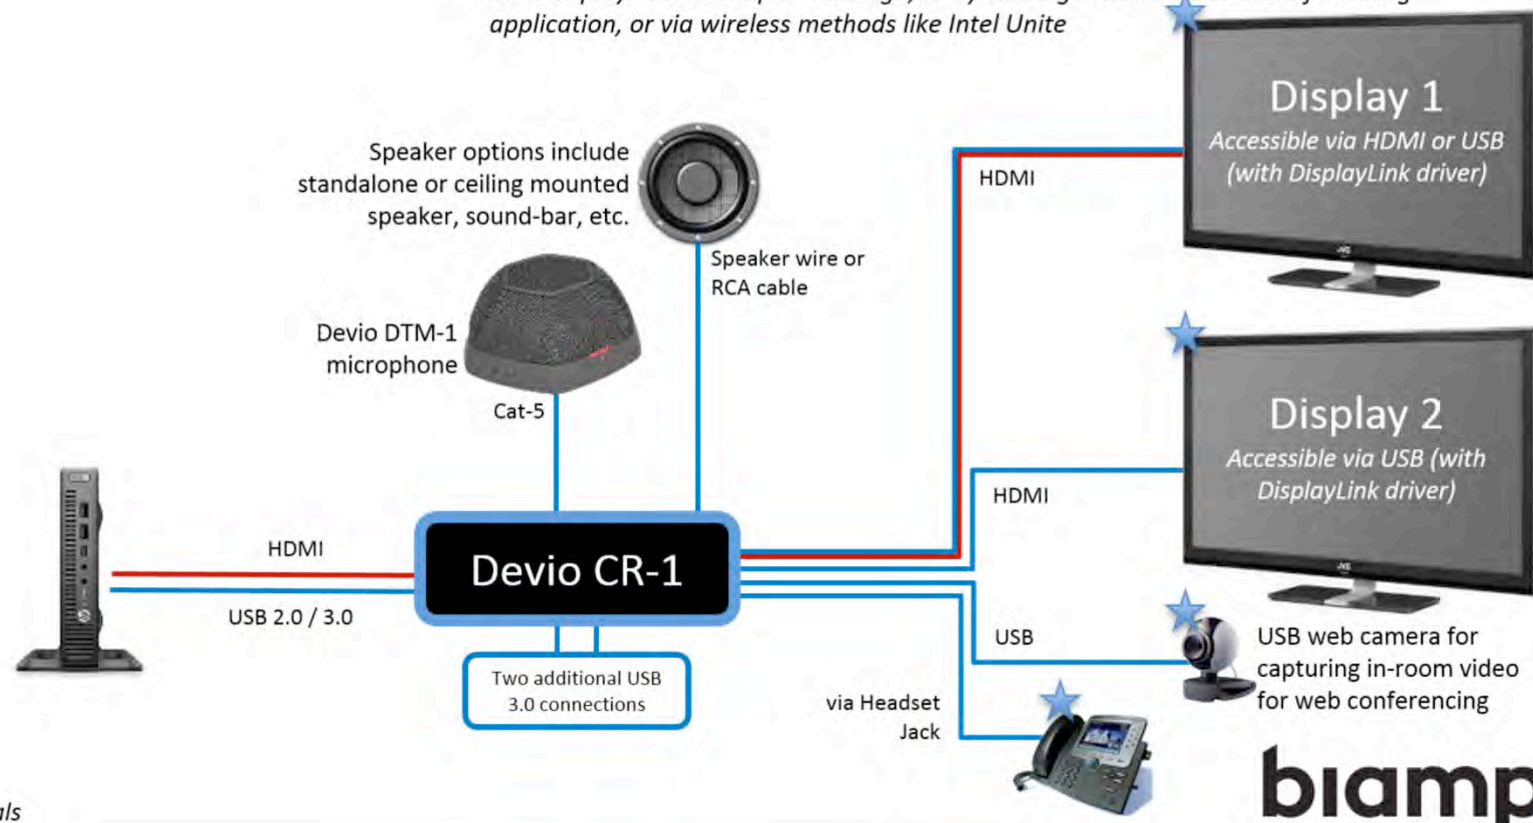 application, or via wireless methods like Intel Unite
Display 1
Accessible via HDMI or USB
(with DisplayLink driver)
Speaker options include
standalone or ceiling mounted
speaker, sound-bar, etc.
HDMI
Speaker wire or
RCA cable
Devio DTM-1
microphone
Cat-5
Display 2
Accessible via USB (with
DisplayLink driver)
HDMI
HDMI
Devio CR-1
USB 2.0 / 3.0
USB
USB web camera for
capturing in-room video
for web conferencing
Two additional USB
3.0 connections
via Headset
Jack
biamp
als